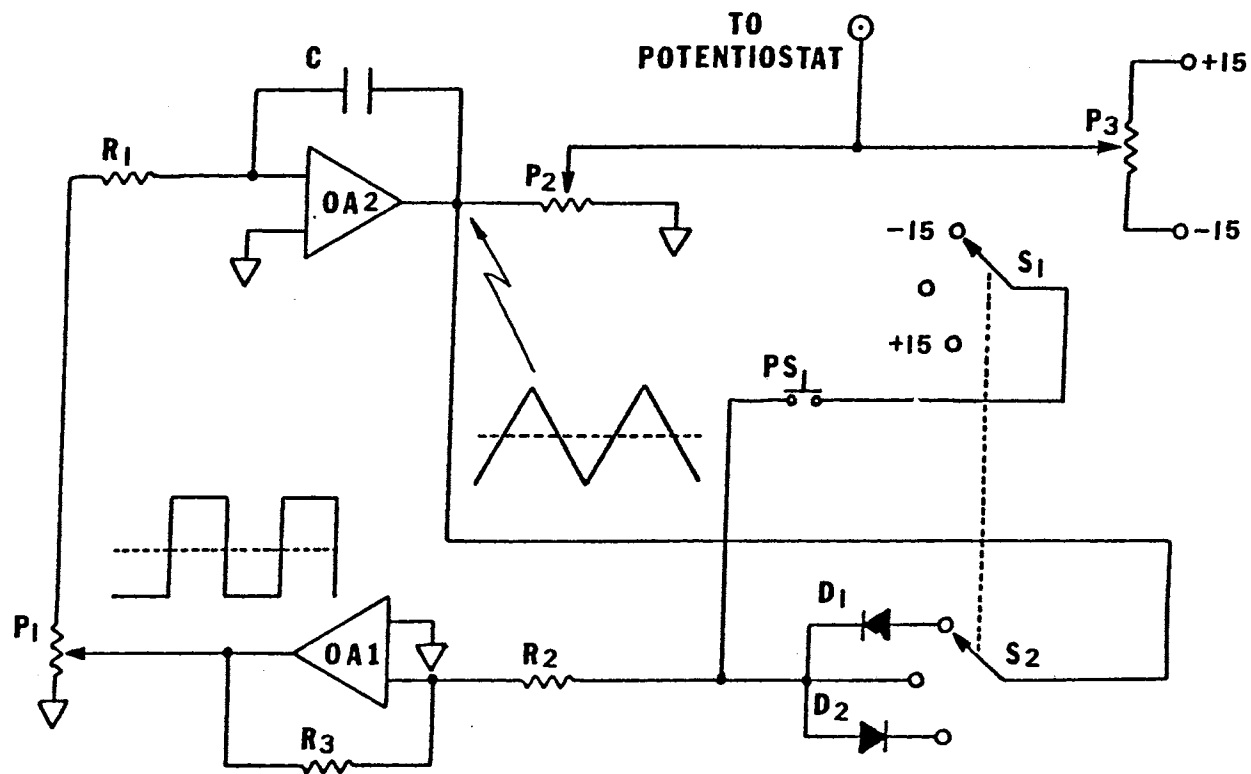 TO
POTENTIOSTAT
C
+15
P3
R1
OA2
P2
-15
-15
S1
+15
PS1
D1
P1
OA1
R2
S2
D2
R3